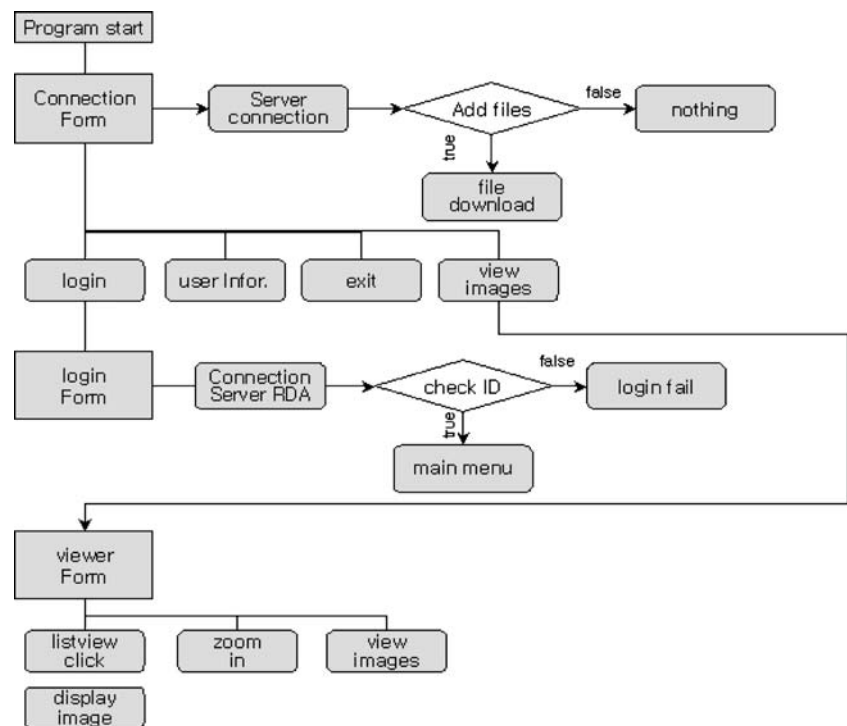 Program start
Connection
Form
Server
connection
Add files
false
nothing
true
file
download
login
user Infor.
exit
view
images
login
Form
Connection
Server RDA
check ID
false
login fail
true
main menu
viewer
Form
listview
click
zoom
in
view
images
display
image